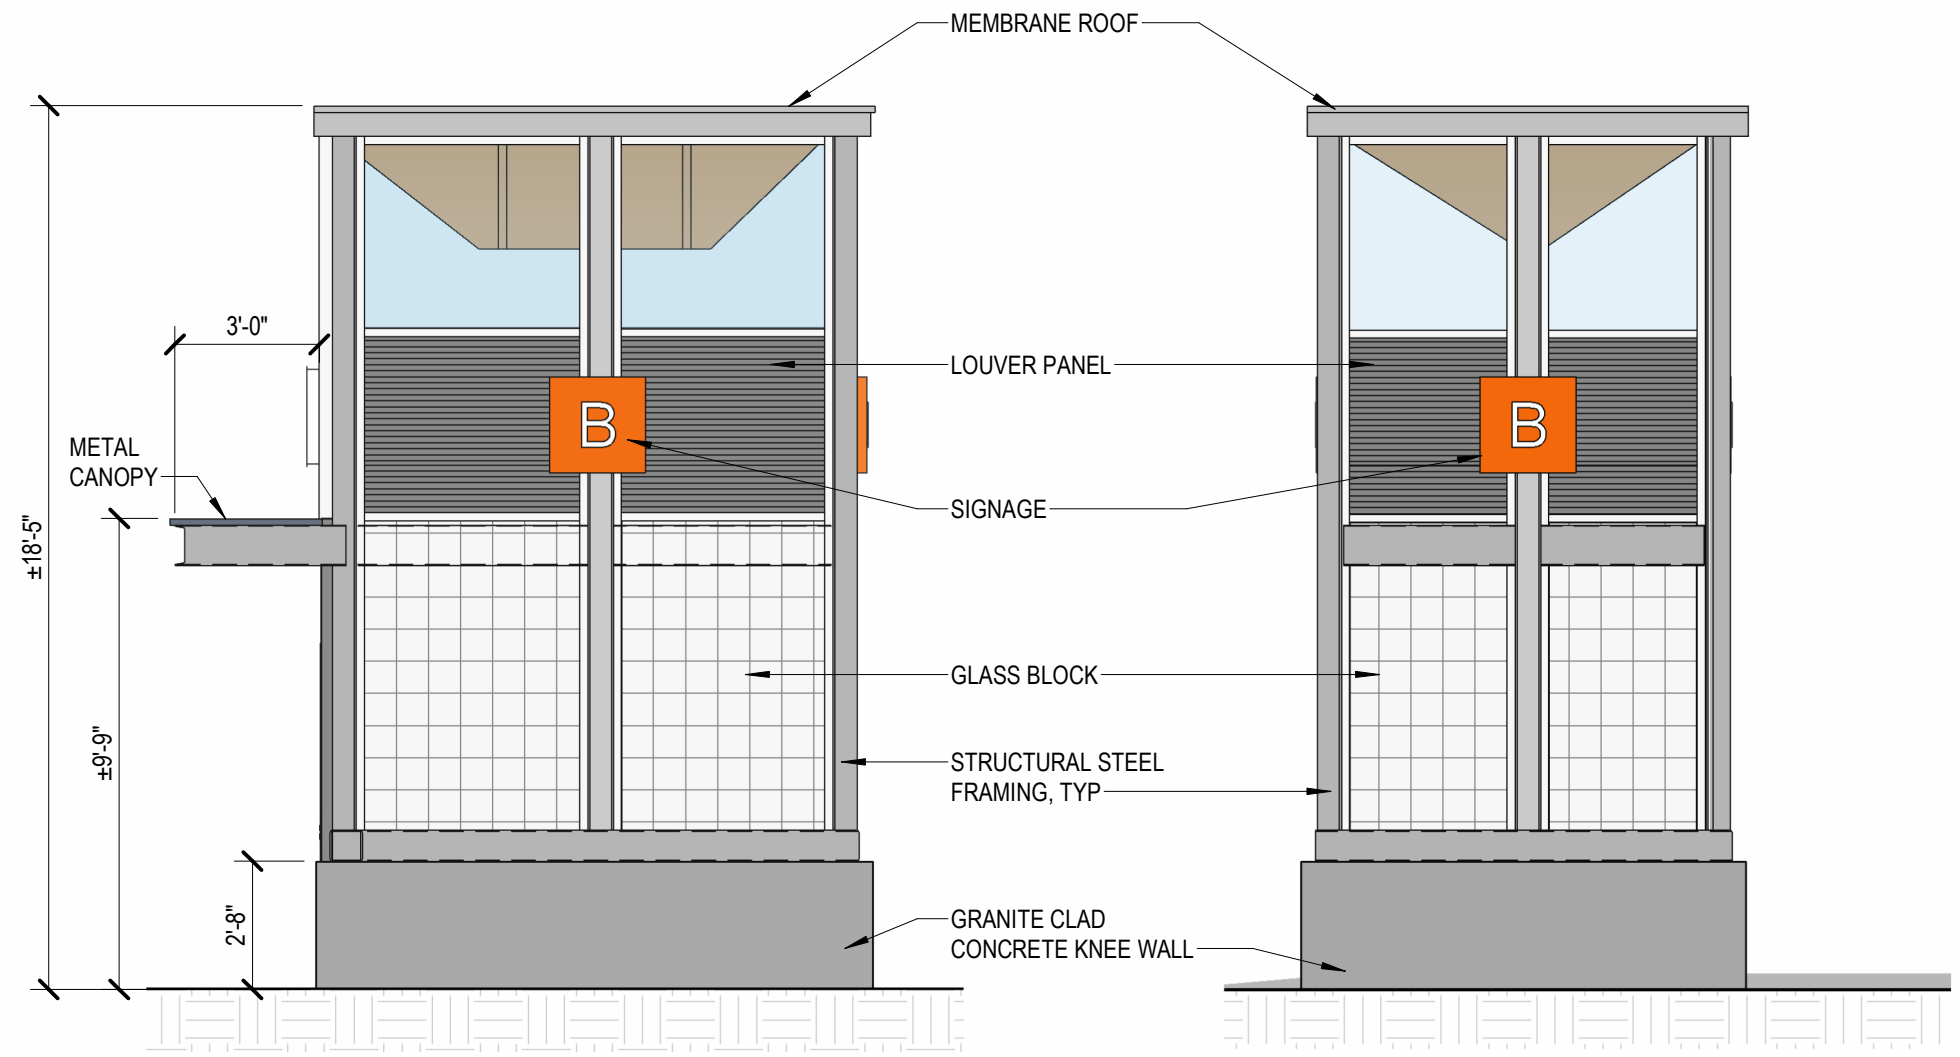 MEMBRANE ROOF
3'-0"
LOUVER PANEL
B
B
METAL
CANOPY
SIGNAGE
±18'-5"
±9'-9"
GLASS BLOCK
STRUCTURAL STEEL
FRAMING, TYP
2'-8"
GRANITE CLAD
CONCRETE KNEE WALL